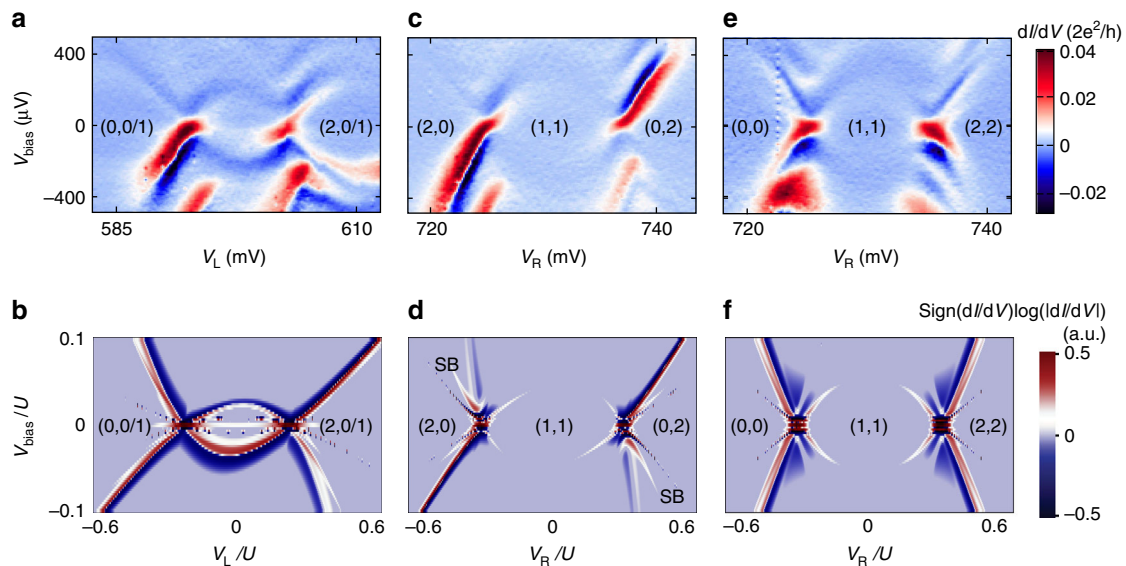 a
c
e
dI/dV (2e²/h)
400
0
−400
V_bias (μV)
(0,0/1)
(2,0/1)
(2,0)
(1,1)
(0,2)
(0,0)
(1,1)
(2,2)
0.04
0.02
0
−0.02
585
610
720
740
720
740
V_L (mV)
V_R (mV)
V_R (mV)
b
d
f
Sign(dI/dV)log(|dI/dV|)
(a.u.)
0.1
0
−0.1
V_bias/U
(0,0/1)
(2,0/1)
SB
(2,0)
(1,1)
(0,2)
SB
(0,0)
(1,1)
(2,2)
0.5
0
−0.5
−0.6
0
0.6
−0.6
0
0.6
−0.6
0
0.6
V_L/U
V_R/U
V_R/U